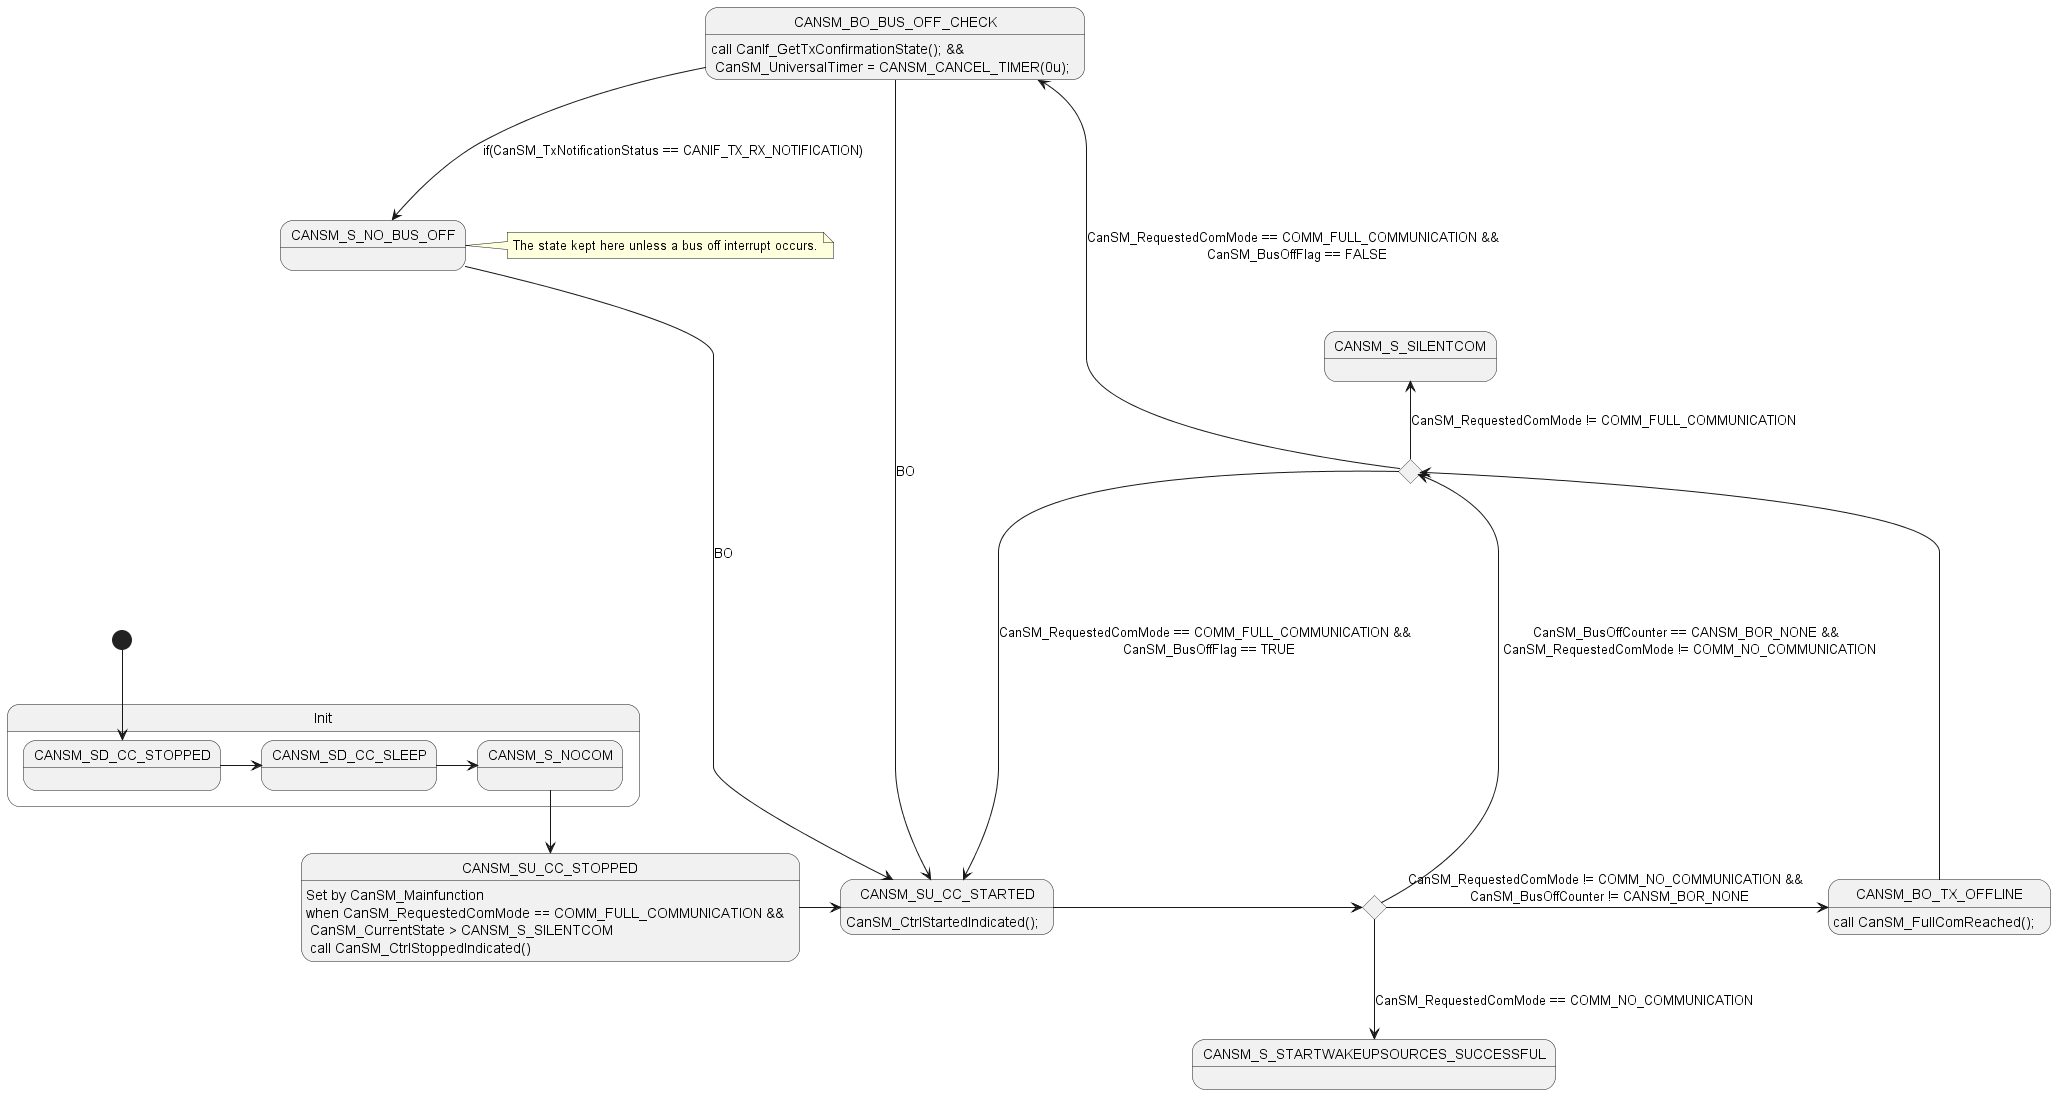 CANSM_BO_BUS_OFF_CHECK
call CanIf_GetTxConfirmationState(); &&
CanSM_UniversalTimer = CANSM_CANCEL_TIMER(0u);
if(CanSM_TxNotificationStatus == CANIF_TX_RX_NOTIFICATION)
CANSM_S_NO_BUS_OFF
The state kept here unless a bus off interrupt occurs.
CanSM_RequestedComMode == COMM_FULL_COMMUNICATION &&
CanSM_BusOffFlag == FALSE
CANSM_S_SILENTCOM
CanSM_RequestedComMode != COMM_FULL_COMMUNICATION
BO
BO
CanSM_RequestedComMode == COMM_FULL_COMMUNICATION &&
CanSM_BusOffFlag == TRUE
CanSM_BusOffCounter == CANSM_BOR_NONE &&
CanSM_RequestedComMode != COMM_NO_COMMUNICATION
Init
CANSM_SD_CC_STOPPED
CANSM_SD_CC_SLEEP
CANSM_S_NOCOM
CANSM_SU_CC_STOPPED
Set by CanSM_Mainfunction
when CanSM_RequestedComMode == COMM_FULL_COMMUNICATION &&
CanSM_CurrentState > CANSM_S_SILENTCOM
call CanSM_CtrlStoppedIndicated()
CANSM_SU_CC_STARTED
CanSM_CtrlStartedIndicated();
CanSM_RequestedComMode != COMM_NO_COMMUNICATION &&
CanSM_BusOffCounter != CANSM_BOR_NONE
CANSM_BO_TX_OFFLINE
call CanSM_FullComReached();
CanSM_RequestedComMode == COMM_NO_COMMUNICATION
CANSM_S_STARTWAKEUPSOURCES_SUCCESSFUL